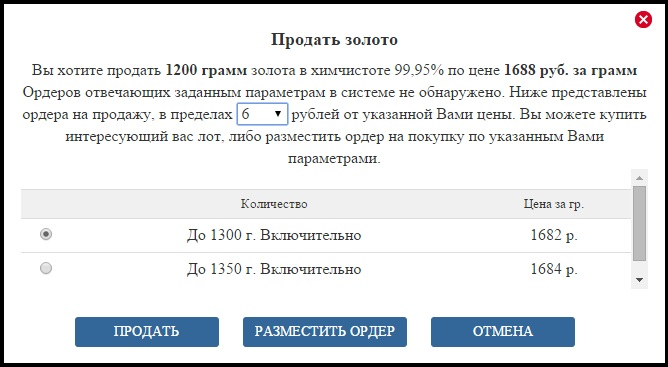 Продать золото
Вы хотите продать 1200 грамм золота в химчистоте 99,95% по цене 1688 руб. за грамм
Ордеров отвечающих заданным параметрам в системе не обнаружено. Ниже представлены
ордера на продажу, в пределах 6 рублей от указанной Вами цены. Вы можете купить
интересующий вас лот, либо разместить ордер на покупку по указанным Вами
параметрами.
Количество Цена за гр.
До 1300 г. Включительно 1682 р.
До 1350 г. Включительно 1684 р.
ПРОДАТЬ РАЗМЕСТИТЬ ОРДЕР ОТМЕНА